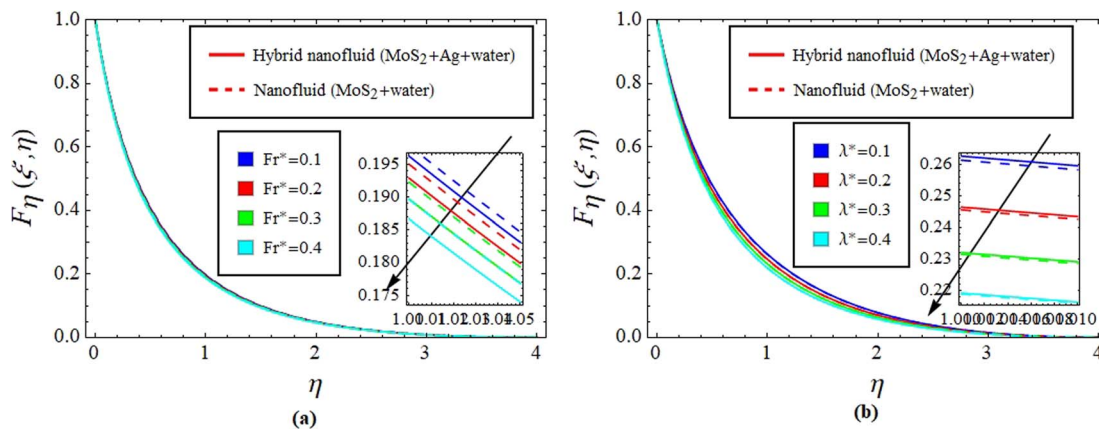 1.0
0.8
0.6
0.4
0.2
0.0
Fη(ξ,η)
Hybrid nanofluid (MoS2+Ag+water)
Nanofluid (MoS2+water)
Fr*=0.1
Fr*=0.2
Fr*=0.3
Fr*=0.4
0.195
0.190
0.185
0.180
0.175
0 1 2 3 4
η
(a)
1.0
0.8
0.6
0.4
0.2
0.0
Fη(ξ,η)
Hybrid nanofluid (MoS2+Ag+water)
Nanofluid (MoS2+water)
λ*=0.1
λ*=0.2
λ*=0.3
λ*=0.4
0.26
0.25
0.24
0.23
0.22
0 1 2 3 4
η
(b)